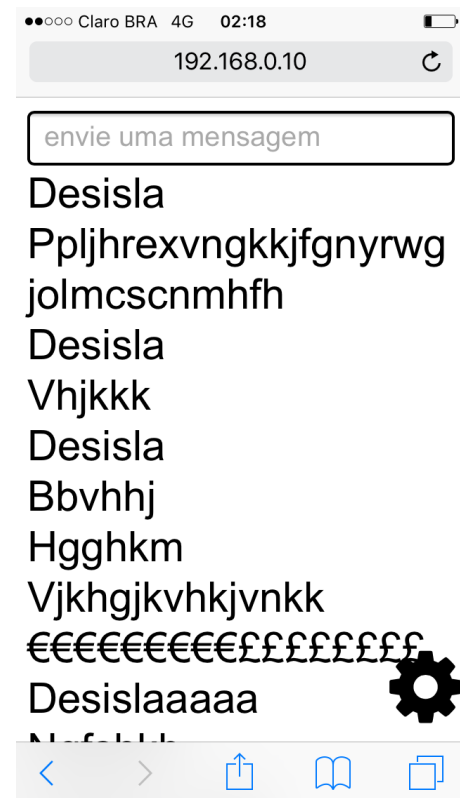 Claro BRA 4G 02:18
192.168.0.10
envie uma mensagem
Desisla
Ppljhrexvngkkjfgnyrwg
jolmcscnmhfh
Desisla
Vhjkkk
Desisla
Bbvhhj
Hgghkm
Vjkhgjkvhkjvnkk
€€€€€€€€€££££££££
Desislaaaaa